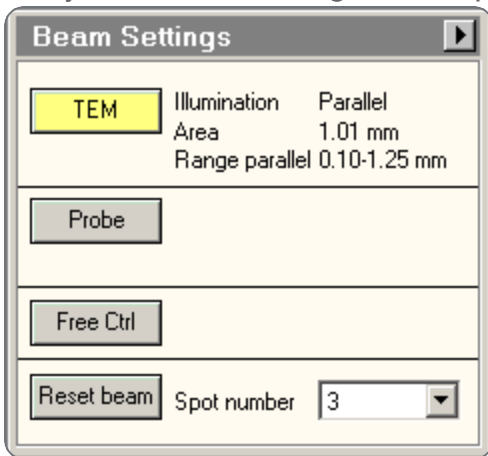 Beam Settings
TEM Illumination Parallel
Area 1.01 mm
Range parallel 0.10-1.25 mm
Probe
Free Ctrl
Reset beam Spot number 3